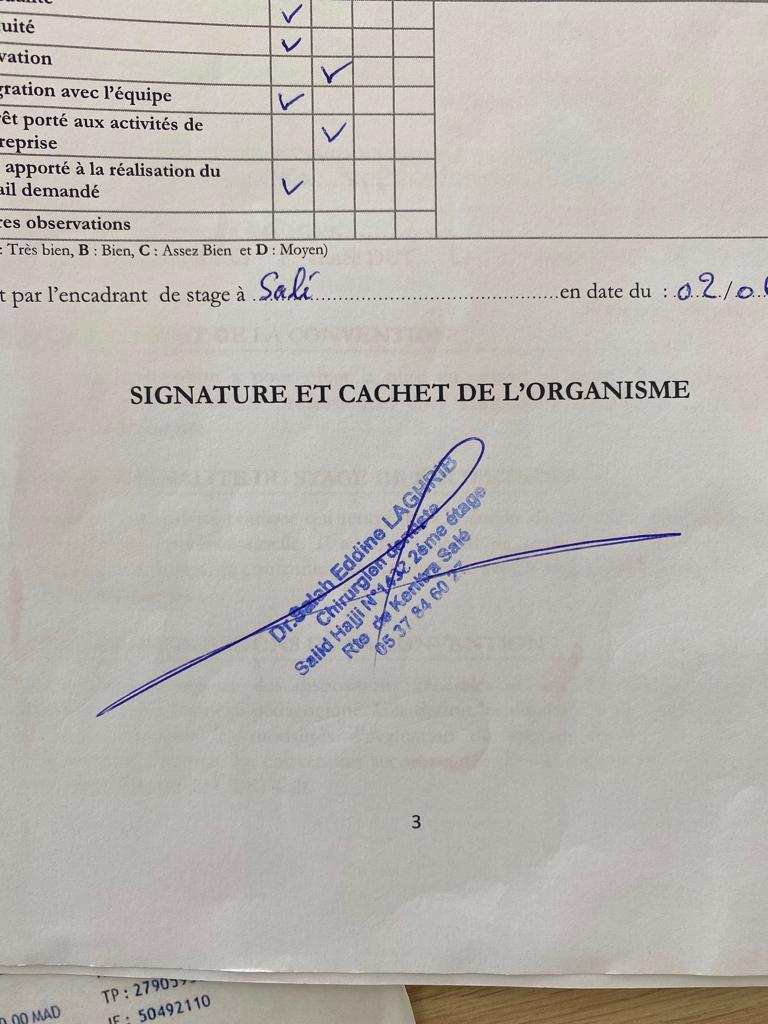 uité
vation
gration avec l'équipe
êt porté aux activités de
reprise
apporté à la réalisation du
ail demandé
res observations
: Très bien, B : Bien, C : Assez Bien et D : Moyen)
t par l'encadrant de stage à Salé en date du : 02/0
SIGNATURE ET CACHET DE L'ORGANISME
Dr. Salah Eddine LAGHRIB
Chirurgien dentiste
Saiid Hajji N°1432 2ème étage
Rte de Kenitra Salé
05 37 84 60
3
0.00 MAD
TP : 27905
IF : 50492110